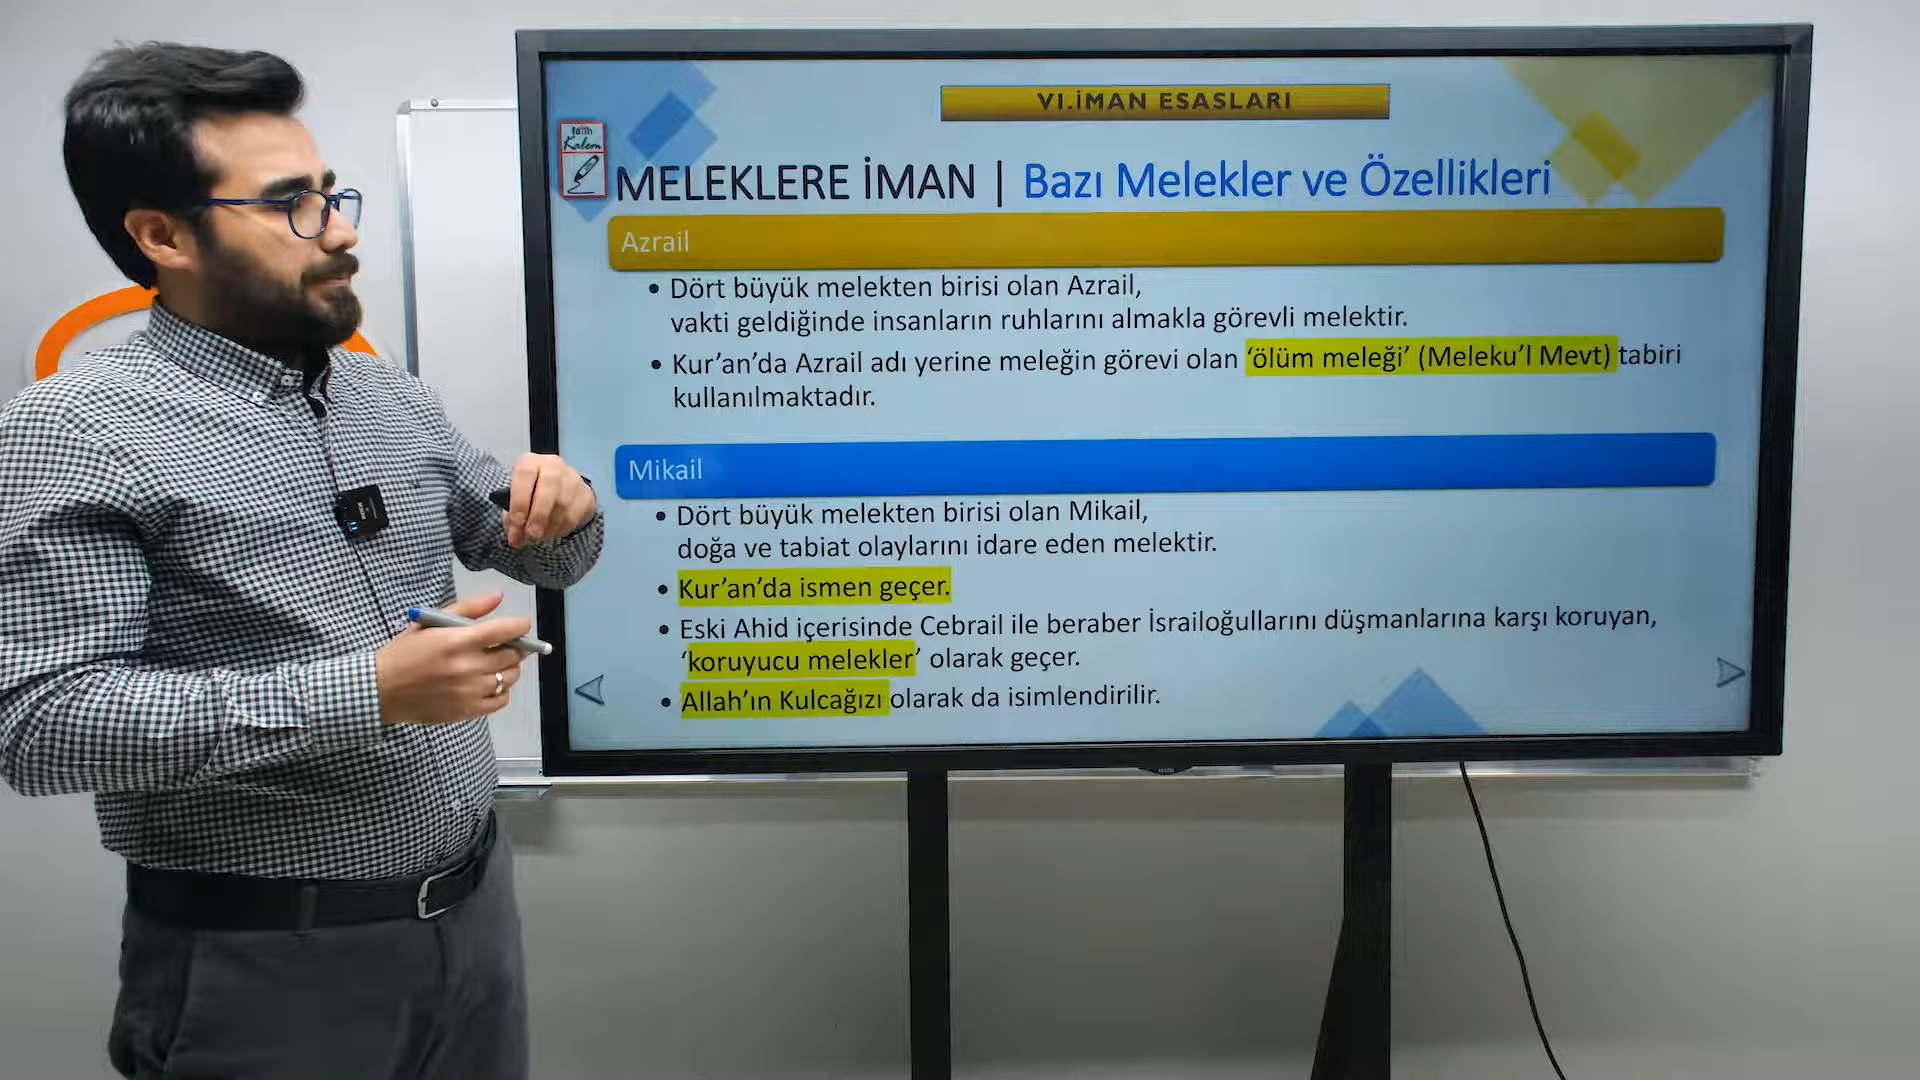 VI.İMAN ESASLARI
fatih
Kalem
MELEKLERE İMAN | Bazı Melekler ve Özellikleri
Azrail
• Dört büyük melekten birisi olan Azrail,
vakti geldiğinde insanların ruhlarını almakla görevli melektir.
• Kur’an’da Azrail adı yerine meleğin görevi olan ‘ölüm meleği’ (Meleku’l Mevt) tabiri
kullanılmaktadır.
Mikail
• Dört büyük melekten birisi olan Mikail,
doğa ve tabiat olaylarını idare eden melektir.
• Kur’an’da ismen geçer.
• Eski Ahid içerisinde Cebrail ile beraber İsrailoğullarını düşmanlarına karşı koruyan,
‘koruyucu melekler’ olarak geçer.
• Allah’ın Kulcağızı olarak da isimlendirilir.